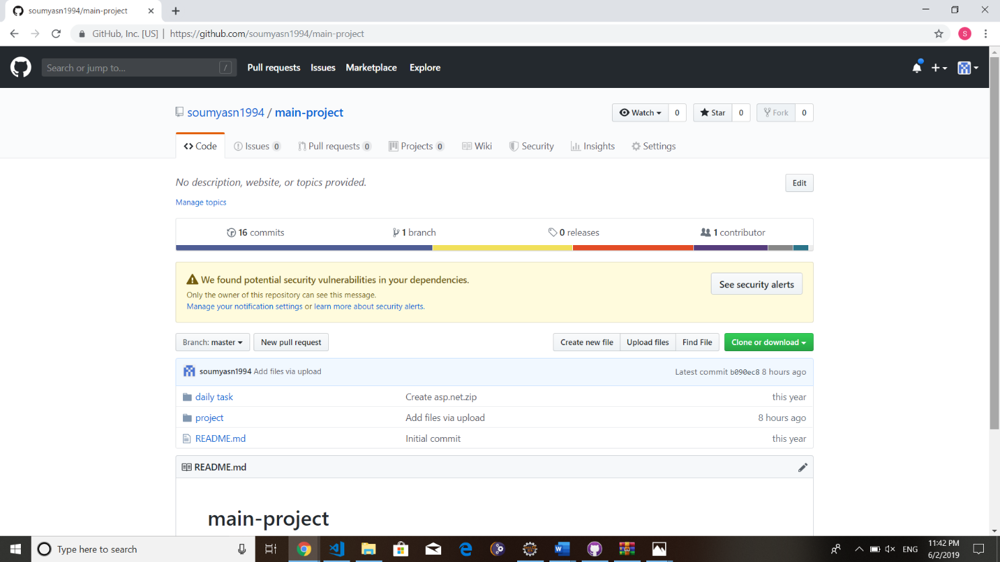 soumyasn1994/main-project
GitHub, Inc. [US] | https://github.com/soumyasn1994/main-project
S
Search or jump to...
/
Pull requests
Issues
Marketplace
Explore
soumyasn1994 / main-project
Watch
0
Star
0
Fork
0
Code
Issues 0
Pull requests 0
Projects 0
Wiki
Security
Insights
Settings
No description, website, or topics provided.
Edit
Manage topics
16 commits
1 branch
0 releases
1 contributor
We found potential security vulnerabilities in your dependencies.
Only the owner of this repository can see this message.
Manage your notification settings or learn more about security alerts.
See security alerts
Branch: master
New pull request
Create new file
Upload files
Find File
Clone or download
soumyasn1994 Add files via upload
Latest commit b090ec8 8 hours ago
daily task
Create asp.net.zip
this year
project
Add files via upload
8 hours ago
README.md
Initial commit
this year
README.md
main-project
Type here to search
ENG
11:42 PM
6/2/2019